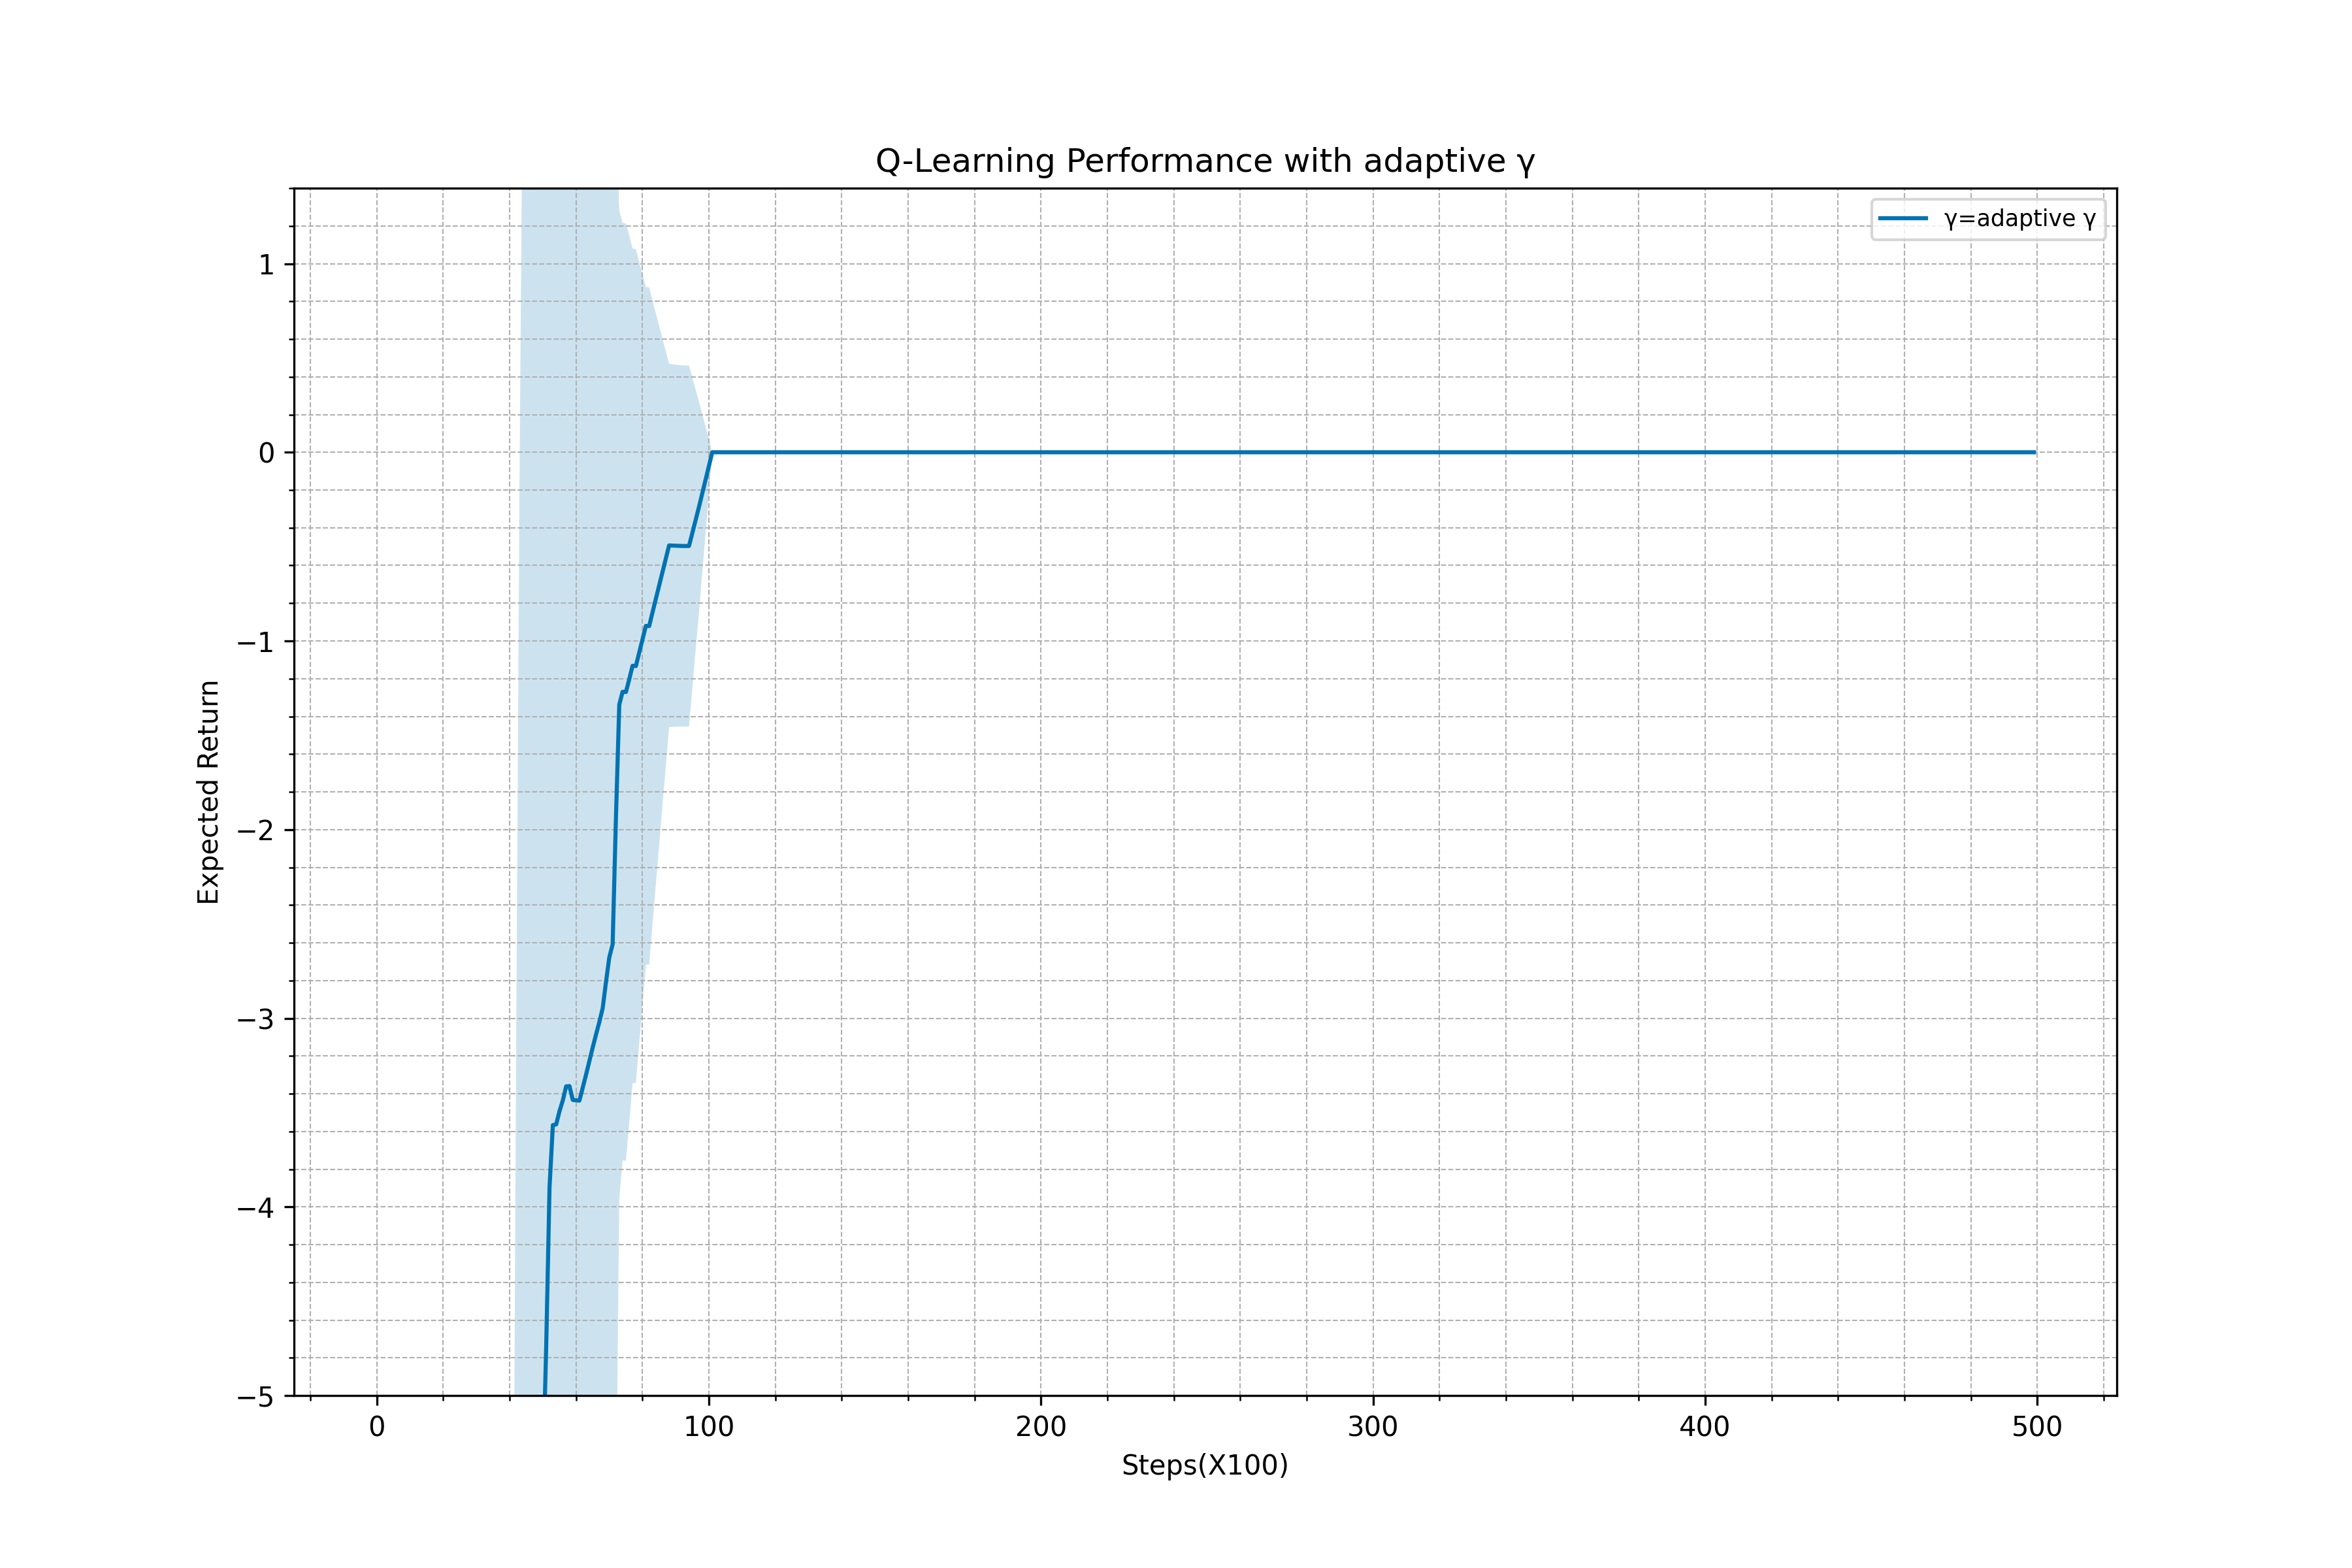 Q-Learning Performance with adaptive γ
γ=adaptive γ
1
0
−1
−2
−3
−4
−5
Expected Return
0 100 200 300 400 500
Steps(X100)